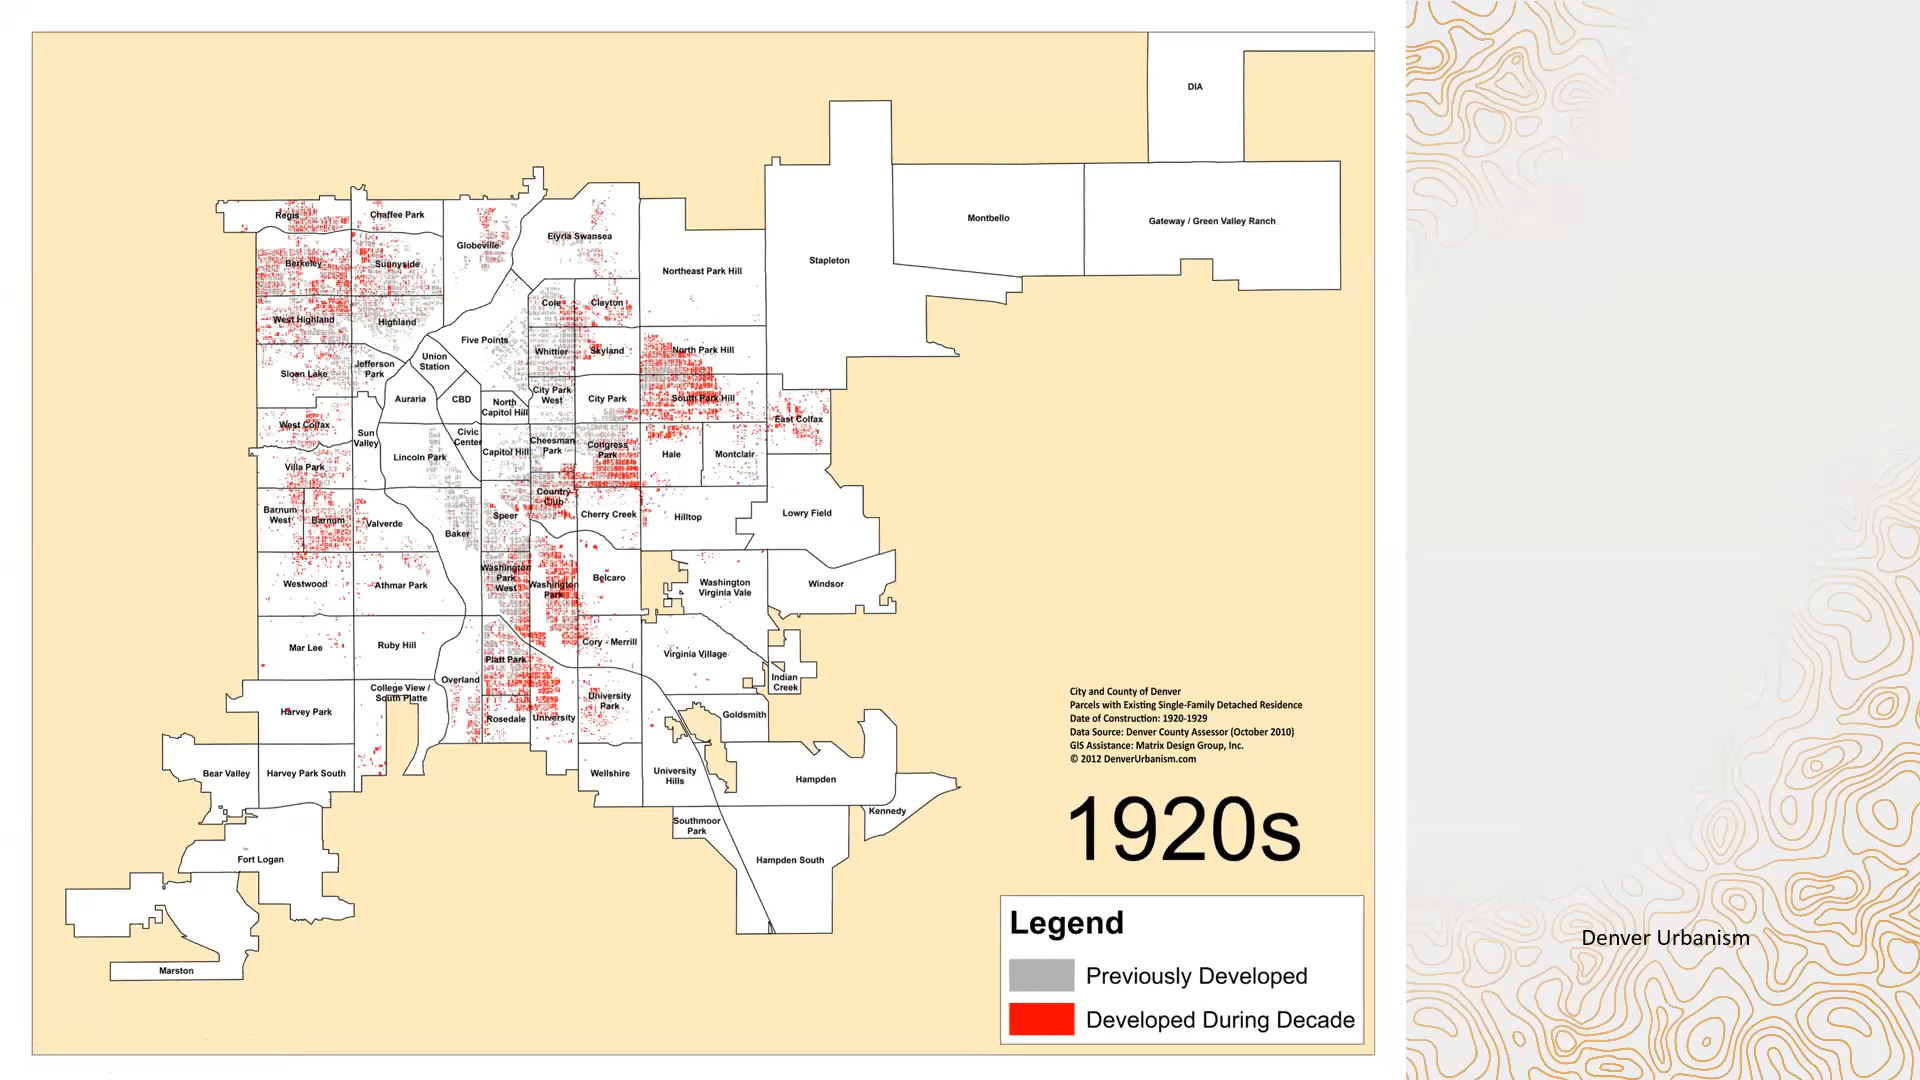 DIA
Regis
Chaffee Park
Globeville
Elyria Swansea
Montbello
Gateway / Green Valley Ranch
Berkeley
Sunnyside
Northeast Park Hill
Stapleton
West Highland
Highland
Cole
Clayton
Five Points
Union
Station
Whittier
Skyland
North Park Hill
Sloan Lake
Jefferson
Park
Auraria
CBD
North
Capitol Hill
City Park
West
City Park
South Park Hill
East Colfax
West Colfax
Sun
Valley
Civic
Center
Lincoln Park
Capitol Hill
Cheesman
Park
Congress
Park
Hale
Montclair
Villa Park
Barnum
West
Barnum
Valverde
Baker
Speer
Country
Club
Cherry Creek
Hilltop
Lowry Field
Westwood
Athmar Park
Washington
Park
West
Washington
Park
Belcaro
Washington
Virginia Vale
Windsor
Mar Lee
Ruby Hill
Platt Park
Cory - Merrill
Virginia Village
Indian
Creek
Harvey Park
College View /
South Platte
Overland
Rosedale
University
University
Park
Goldsmith
Bear Valley
Harvey Park South
Wellshire
University
Hills
Hampden
Kennedy
Southmoor
Park
Hampden South
Fort Logan
Marston
City and County of Denver
Parcels with Existing Single-Family Detached Residence
Date of Construction: 1920-1929
Data Source: Denver County Assessor (October 2010)
GIS Assistance: Matrix Design Group, Inc.
© 2012 DenverUrbanism.com
1920s
Legend
Previously Developed
Developed During Decade
Denver Urbanism